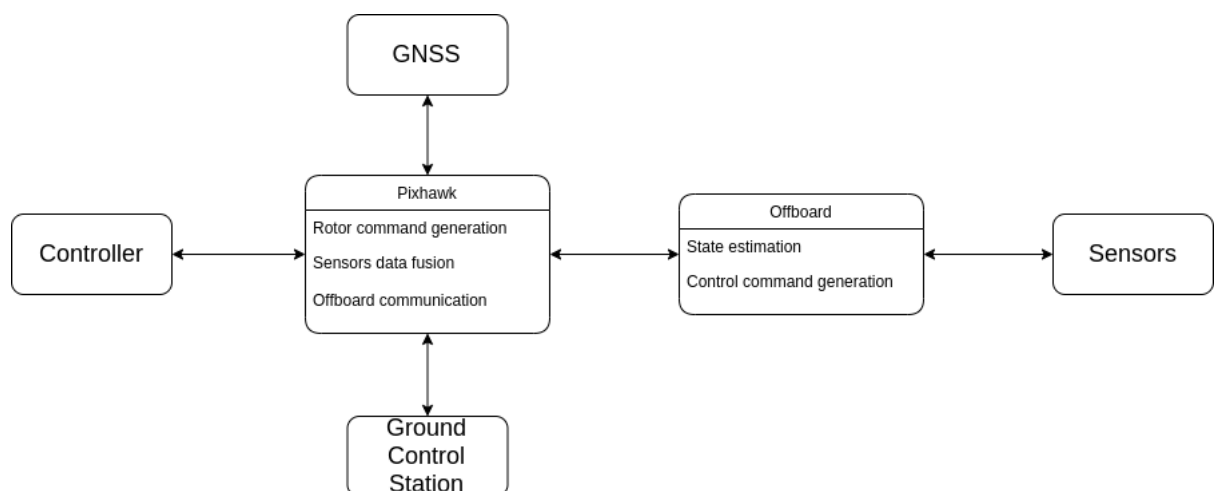 GNSS
Pixhawk
Rotor command generation
Sensors data fusion
Offboard communication
Controller
Offboard
State estimation
Control command generation
Sensors
Ground
Control
Station